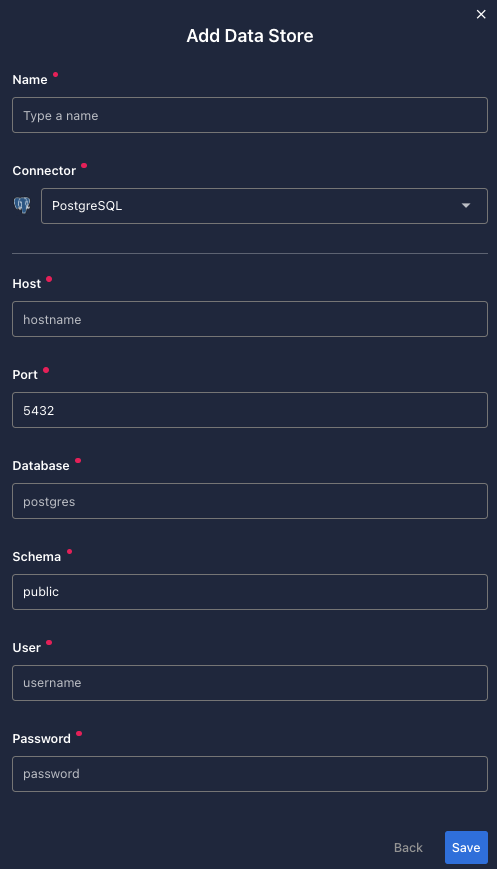 Add Data Store
Name
Type a name
Connector
PostgreSQL
Host
hostname
Port
5432
Database
postgres
Schema
public
User
username
Password
password
Back Save